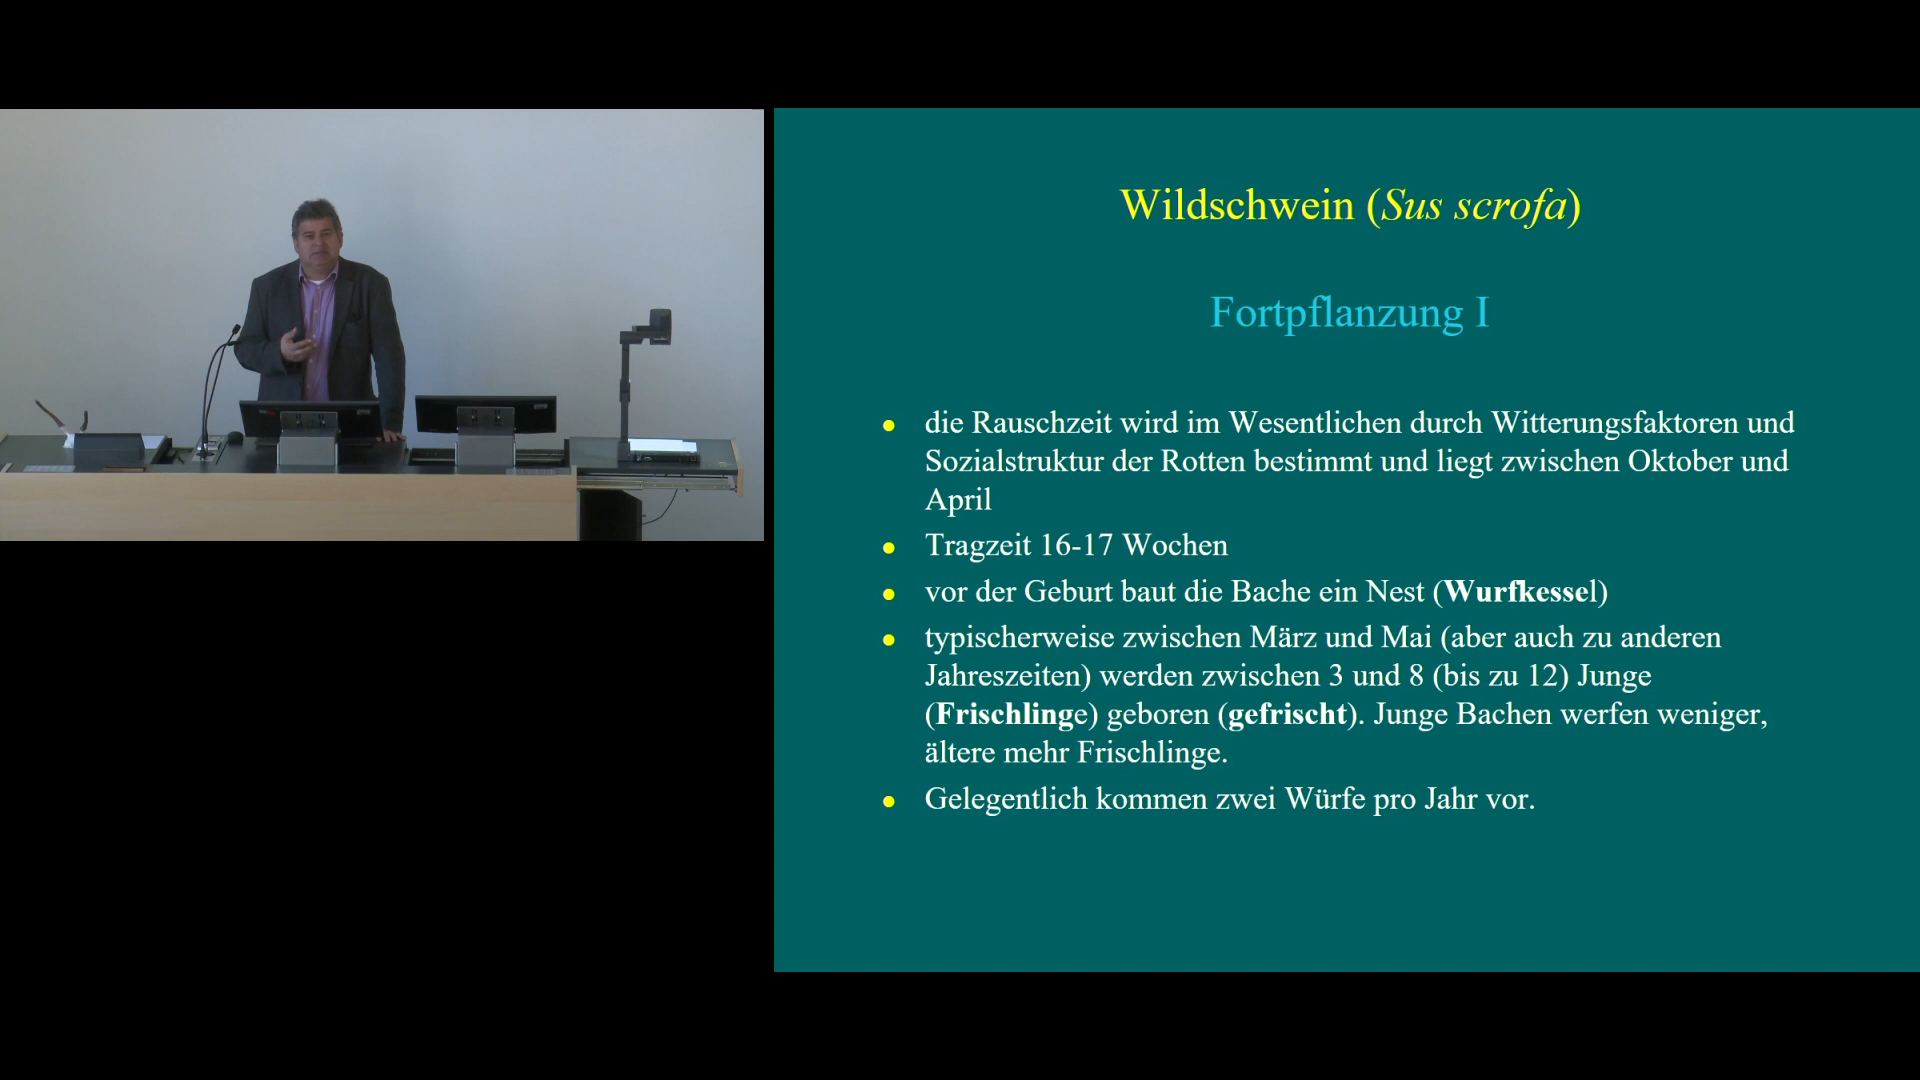 Wildschwein (Sus scrofa)
Fortpflanzung I
die Rauschzeit wird im Wesentlichen durch Witterungsfaktoren und
Sozialstruktur der Rotten bestimmt und liegt zwischen Oktober und
April
Tragzeit 16-17 Wochen
vor der Geburt baut die Bache ein Nest (Wurfkessel)
typischerweise zwischen März und Mai (aber auch zu anderen
Jahreszeiten) werden zwischen 3 und 8 (bis zu 12) Junge
(Frischlinge) geboren (gefrischt). Junge Bachen werfen weniger,
ältere mehr Frischlinge.
Gelegentlich kommen zwei Würfe pro Jahr vor.